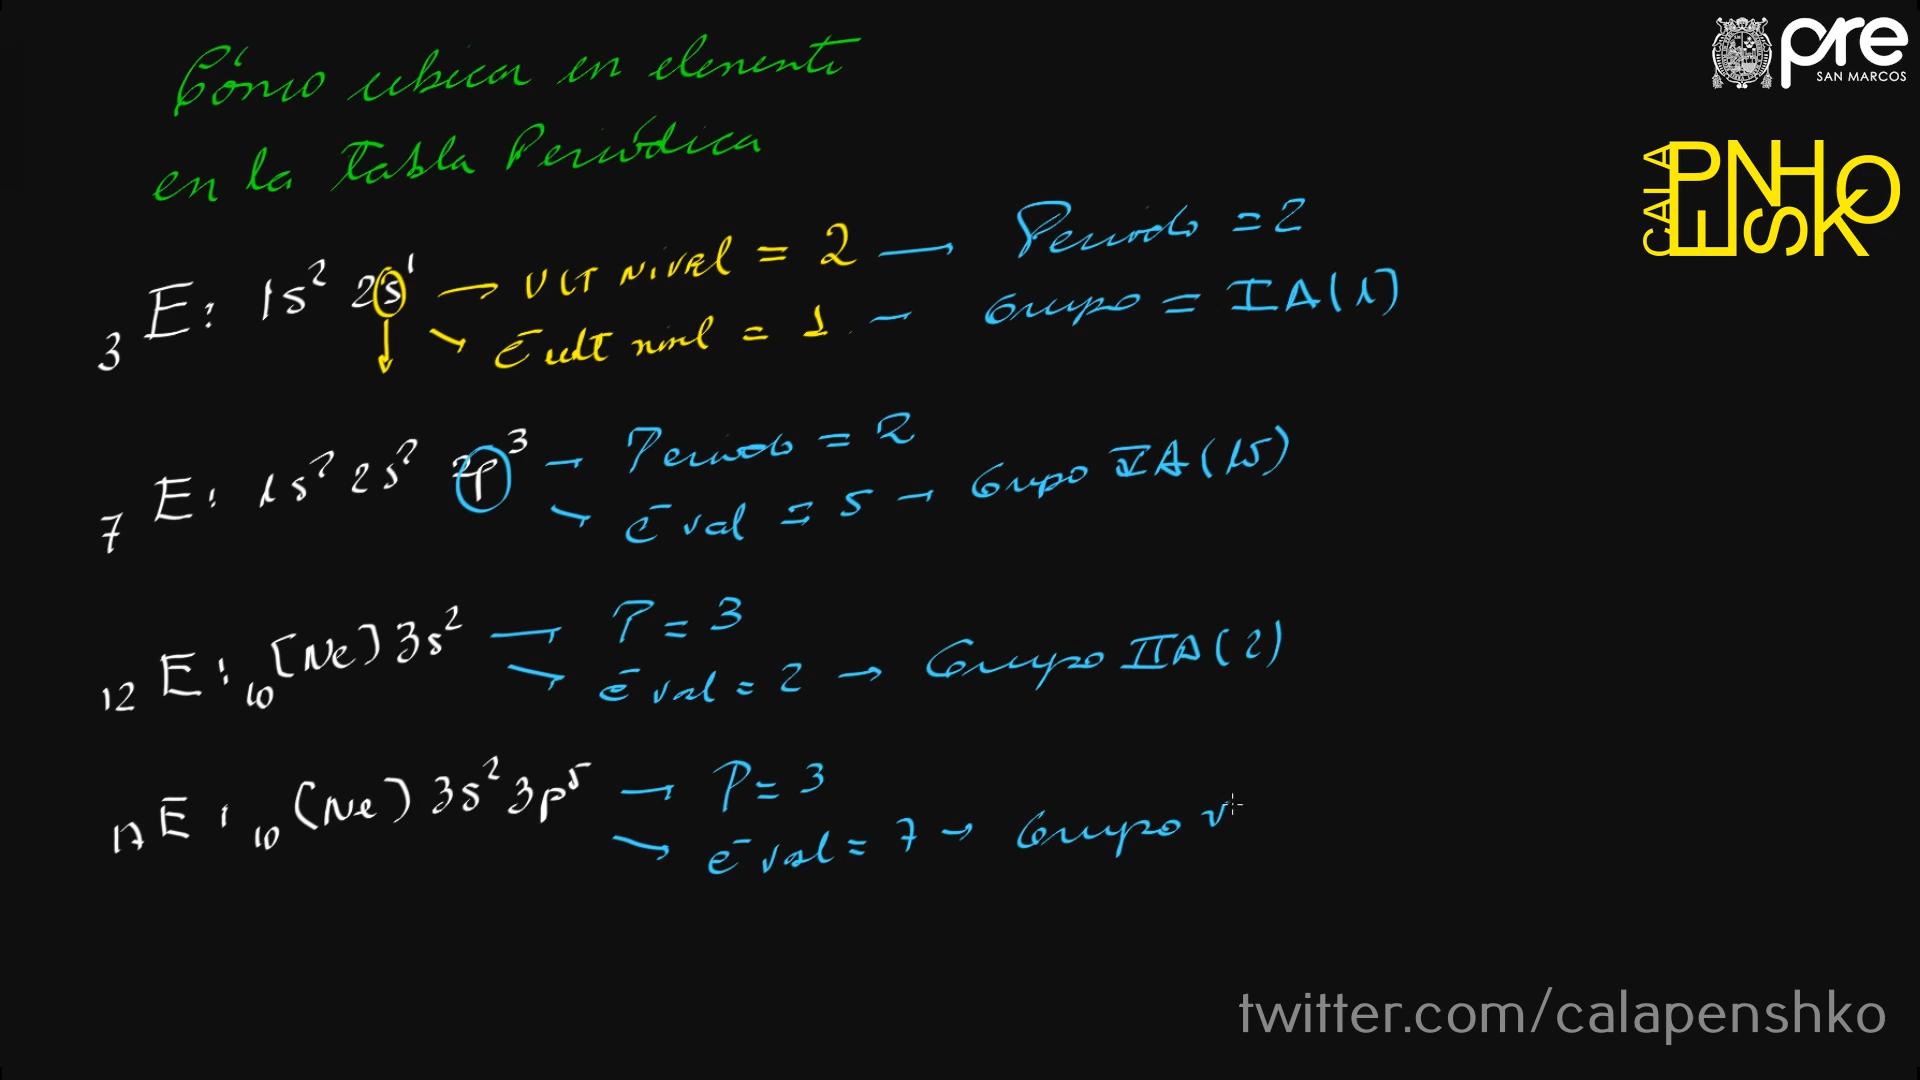 Cómo ubicar en elemento
en la Tabla Periódica
pre
SAN MARCOS
CALA
PENSHKO
3E: 1s² 2s¹ → ULT NIVEL = 2 — Periodo = 2
→ e⁻ ult nivel = 1 — Grupo = IA(1)
7E: 1s² 2s² 2p³ — Periodo = 2
→ e⁻ val = 5 → Grupo VA(15)
12E: 10(Ne) 3s² → P = 3
→ e⁻ val = 2 → Grupo IIA(2)
17E: 10(Ne) 3s² 3p⁵ → P = 3
→ e⁻ val = 7 → Grupo V
twitter.com/calapenshko